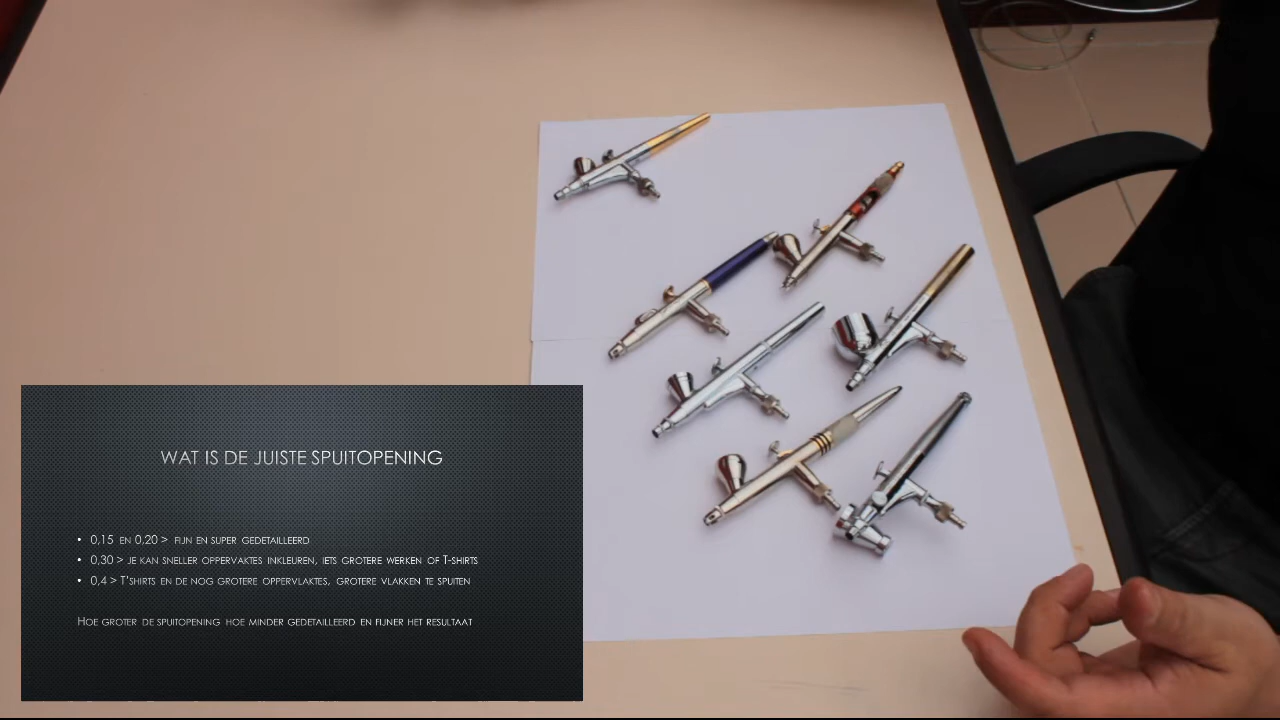 WAT IS DE JUISTE SPUITOPENING
• 0,15 EN 0,20 > FIJN EN SUPER GEDETAILLEERD
• 0,30 > JE KAN SNELLER OPPERVAKTES INKLEUREN, IETS GROTERE WERKEN OF T-SHIRTS
• 0,4 > T'SHIRTS EN DE NOG GROTERE OPPERVLAKTES, GROTERE VLAKKEN TE SPUITEN
HOE GROTER DE SPUITOPENING HOE MINDER GEDETAILLEERD EN FIJNER HET RESULTAAT